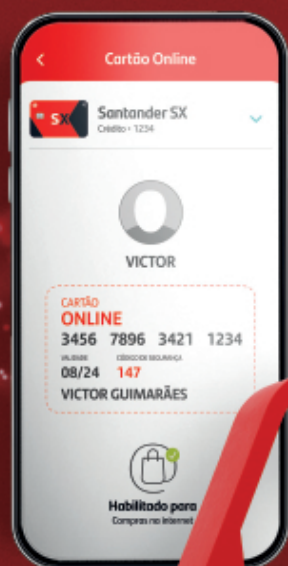 Cartão Online
SX
Santander SX
Crédito • 1234
VICTOR
CARTÃO
ONLINE
3456 7896 3421 1234
VALIDADE CÓDIGO DE SEGURANÇA
08/24 147
VICTOR GUIMARÃES
Habilitado para
Compras na Internet